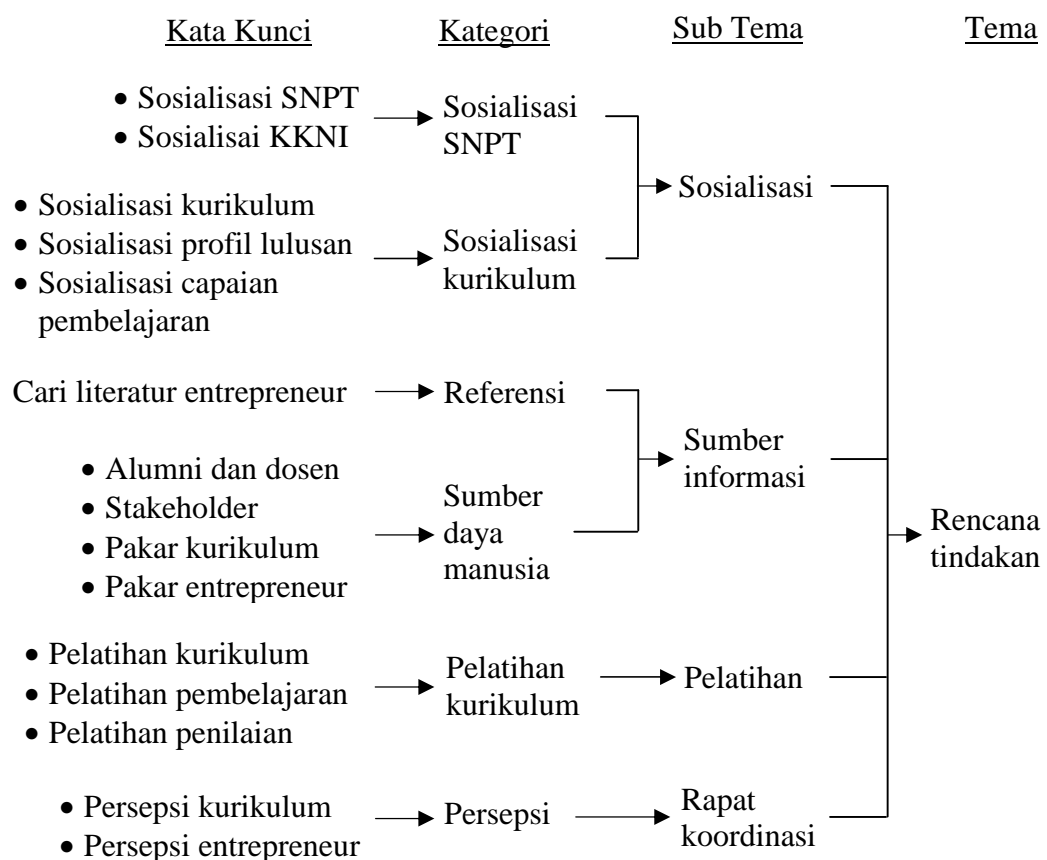 Kata Kunci Kategori Sub Tema Tema
• Sosialisasi SNPT
• Sosialisai KKNI
Sosialisasi
SNPT
• Sosialisasi kurikulum
• Sosialisasi profil lulusan
• Sosialisasi capaian
pembelajaran
Sosialisasi
kurikulum
Sosialisasi
Cari literatur entrepreneur
Referensi
• Alumni dan dosen
• Stakeholder
• Pakar kurikulum
• Pakar entrepreneur
Sumber
daya
manusia
Sumber
informasi
• Pelatihan kurikulum
• Pelatihan pembelajaran
• Pelatihan penilaian
Pelatihan
kurikulum
Pelatihan
• Persepsi kurikulum
• Persepsi entrepreneur
Persepsi
Rapat
koordinasi
Rencana
tindakan